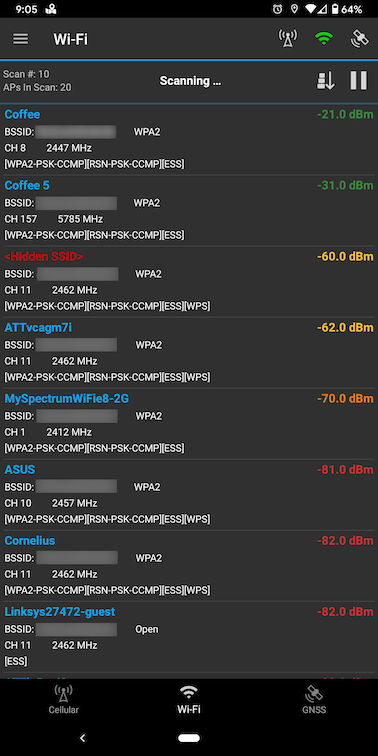 9:05 64%
Wi-Fi
Scan #: 10
APs In Scan: 20
Scanning ...
Coffee -21.0 dBm
BSSID: WPA2
CH 8 2447 MHz
[WPA2-PSK-CCMP][RSN-PSK-CCMP][ESS]
Coffee 5 -31.0 dBm
BSSID: WPA2
CH 157 5785 MHz
[WPA2-PSK-CCMP][RSN-PSK-CCMP][ESS]
<Hidden SSID> -60.0 dBm
BSSID: WPA2
CH 11 2462 MHz
[WPA2-PSK-CCMP][RSN-PSK-CCMP][ESS][WPS]
ATTvcagm7i -62.0 dBm
BSSID: WPA2
CH 11 2462 MHz
[WPA2-PSK-CCMP][RSN-PSK-CCMP][ESS][WPS]
MySpectrumWiFie8-2G -70.0 dBm
BSSID: WPA2
CH 1 2412 MHz
[WPA2-PSK-CCMP][RSN-PSK-CCMP][ESS]
ASUS -81.0 dBm
BSSID: WPA2
CH 10 2457 MHz
[WPA2-PSK-CCMP][RSN-PSK-CCMP][ESS][WPS]
Cornelius -82.0 dBm
BSSID: WPA2
CH 11 2462 MHz
[WPA2-PSK-CCMP][RSN-PSK-CCMP][ESS][WPS]
Linksys27472-guest -82.0 dBm
BSSID: Open
CH 11 2462 MHz
[ESS]
Cellular Wi-Fi GNSS